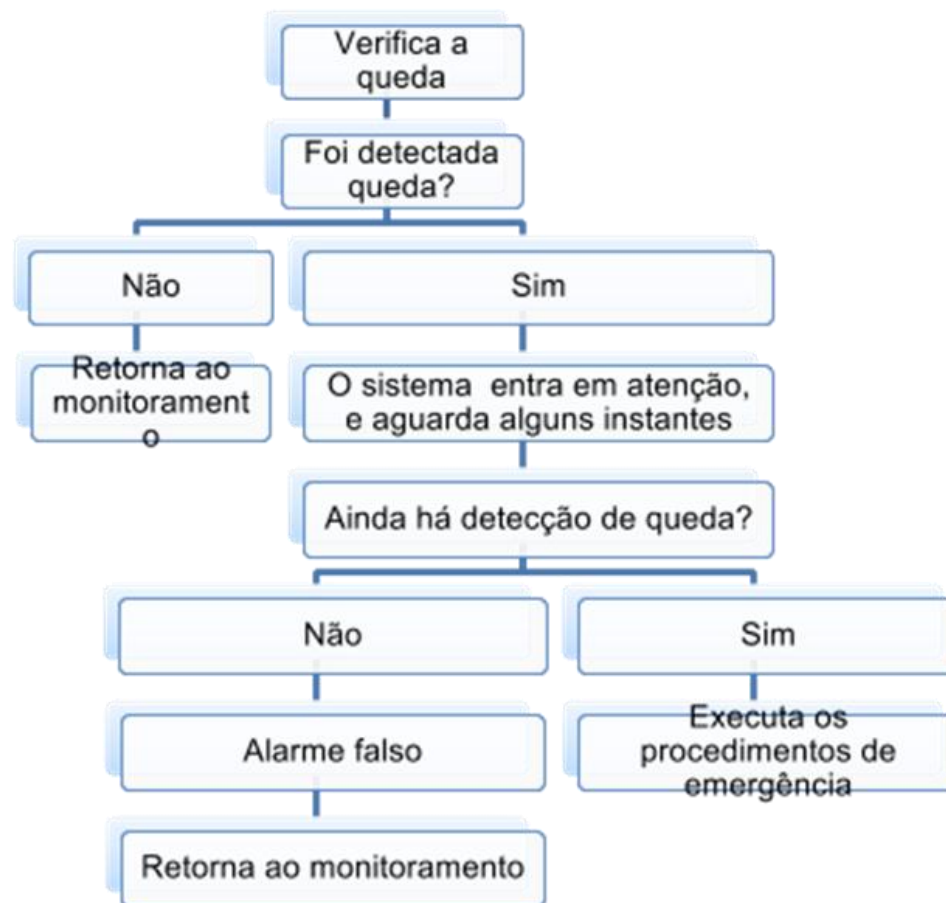 Verifica a
queda
Foi detectada
queda?
Não
Sim
Retorna ao
monitorament
o
O sistema entra em atenção,
e aguarda alguns instantes
Ainda há detecção de queda?
Não
Sim
Alarme falso
Executa os
procedimentos de
emergência
Retorna ao monitoramento